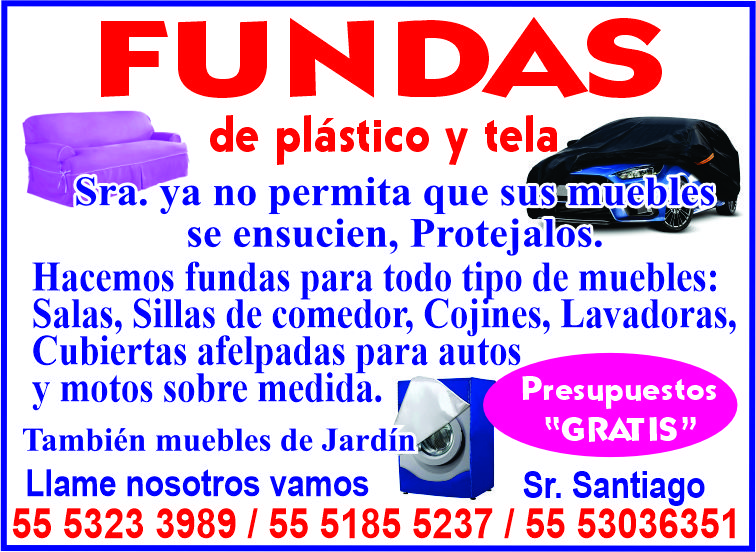 FUNDAS
de plástico y tela
Sra. ya no permita que sus muebles
se ensucien, Protejalos.
Hacemos fundas para todo tipo de muebles:
Salas, Sillas de comedor, Cojines, Lavadoras,
Cubiertas afelpadas para autos
y motos sobre medida.
Presupuestos
"GRATIS"
También muebles de Jardín
Llame nosotros vamos
Sr. Santiago
55 5323 3989 / 55 5185 5237 / 55 53036351